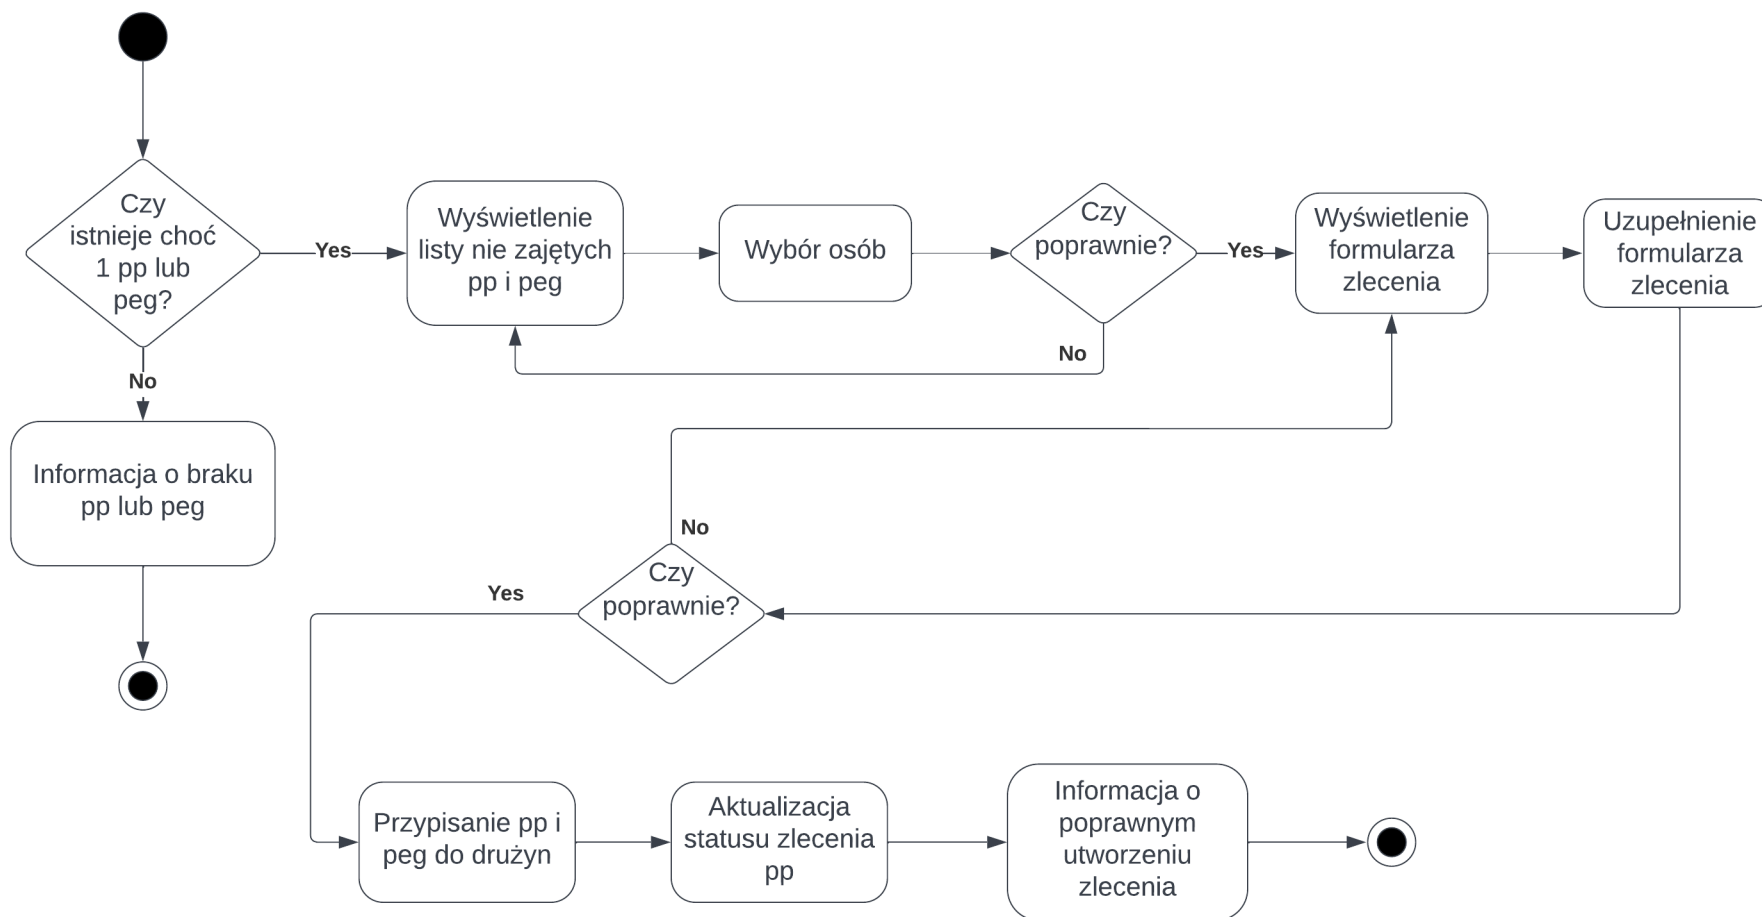 Czy
istnieje choć
1 pp lub
peg?
Yes
Wyświetlenie
listy nie zajętych
pp i peg
Wybór osób
Czy
poprawnie?
Yes
Wyświetlenie
formularza
zlecenia
Uzupełnienie
formularza
zlecenia
No
No
Informacja o braku
pp lub peg
No
Czy
poprawnie?
Yes
Przypisanie pp i
peg do drużyn
Aktualizacja
statusu zlecenia
pp
Informacja o
poprawnym
utworzeniu
zlecenia